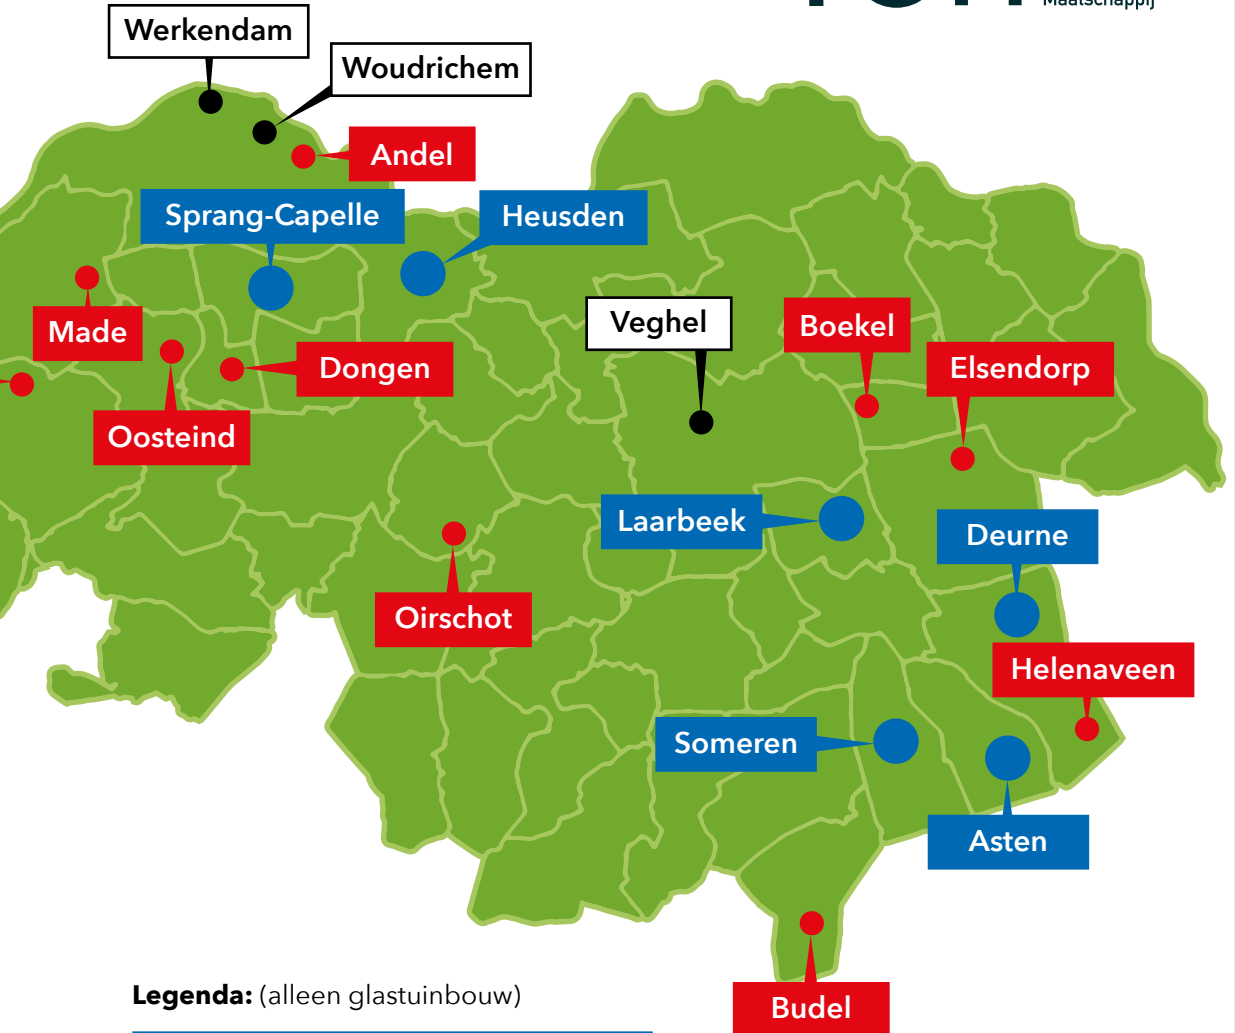 Maatschappij
Werkendam
Woudrichem
Andel
Sprang-Capelle
Heusden
Made
Veghel
Boekel
Dongen
Elsendorp
Oosteind
Laarbeek
Deurne
Oirschot
Helenaveen
Someren
Asten
Legenda: (alleen glastuinbouw)
Budel